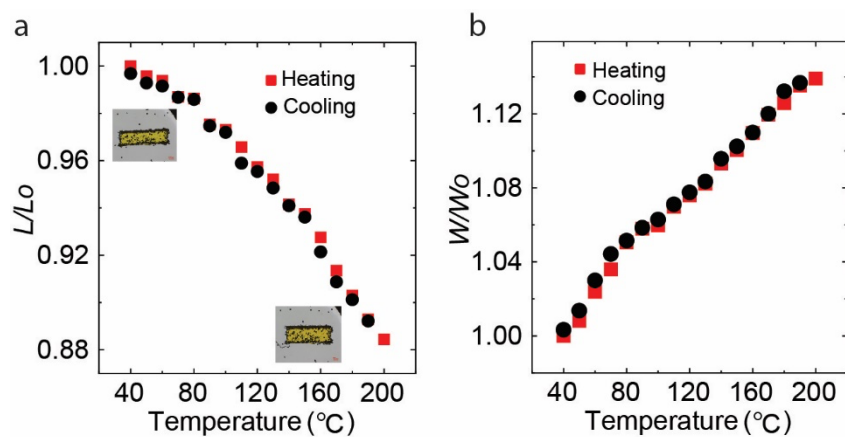 a
1.00
0.96
0.92
0.88
L/Lo
Heating
Cooling
40 80 120 160 200
Temperature (°C)
b
1.12
1.08
1.04
1.00
W/Wo
Heating
Cooling
40 80 120 160 200
Temperature (°C)